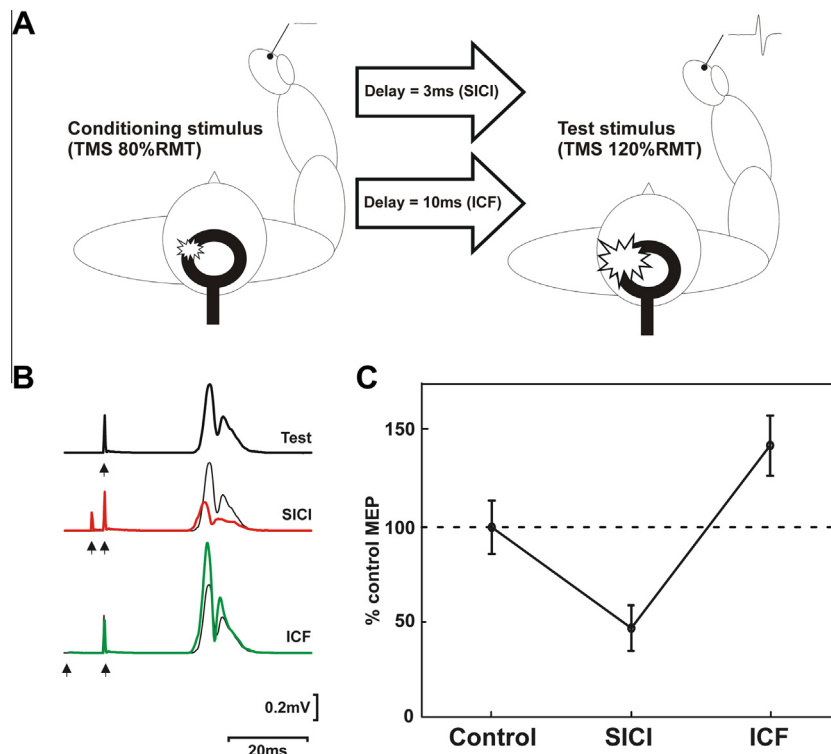 A
Conditioning stimulus
(TMS 80%RMT)
Delay = 3ms (SICI)
Delay = 10ms (ICF)
Test stimulus
(TMS 120%RMT)
B
Test
SICI
ICF
0.2mV
20ms
C
% control MEP
150
100
50
0
Control SICI ICF